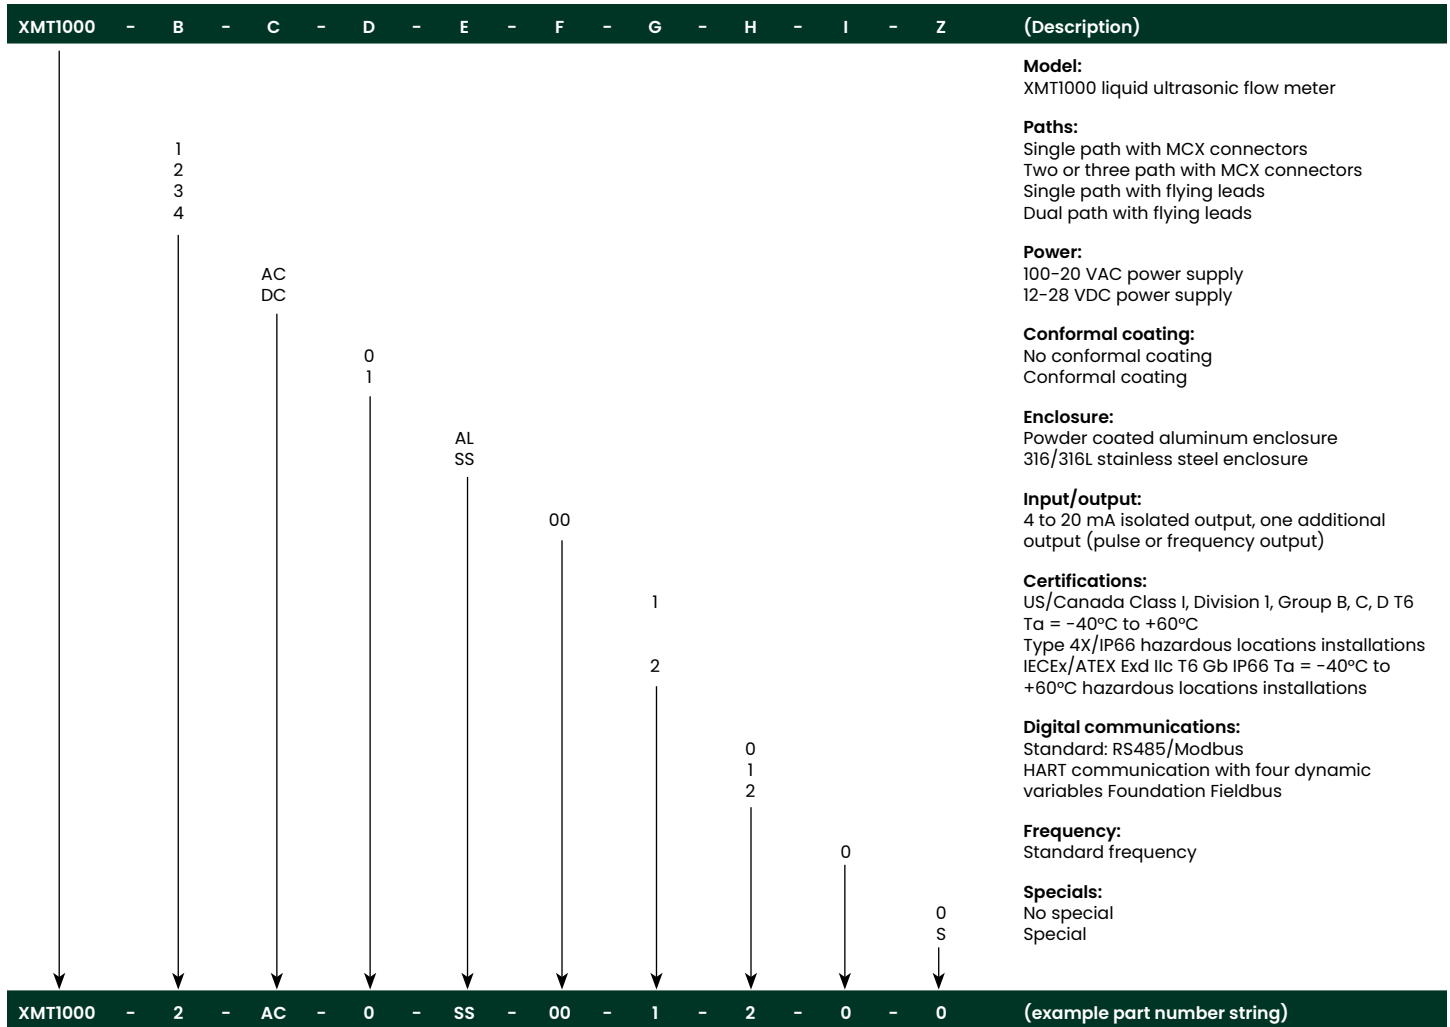 XMT1000 - B - C - D - E - F - G - H - I - Z (Description)
Model:
XMT1000 liquid ultrasonic flow meter
Paths:
1 Single path with MCX connectors
2 Two or three path with MCX connectors
3 Single path with flying leads
4 Dual path with flying leads
Power:
AC 100-20 VAC power supply
DC 12-28 VDC power supply
Conformal coating:
0 No conformal coating
1 Conformal coating
Enclosure:
AL Powder coated aluminum enclosure
SS 316/316L stainless steel enclosure
Input/output:
00 4 to 20 mA isolated output, one additional
output (pulse or frequency output)
Certifications:
1 US/Canada Class I, Division 1, Group B, C, D T6
Ta = -40°C to +60°C
Type 4X/IP66 hazardous locations installations
2 IECEx/ATEX Exd IIc T6 Gb IP66 Ta = -40°C to
+60°C hazardous locations installations
Digital communications:
0 Standard: RS485/Modbus
1 HART communication with four dynamic
2 variables Foundation Fieldbus
Frequency:
0 Standard frequency
Specials:
0 No special
S Special
XMT1000 - 2 - AC - 0 - SS - 00 - 1 - 2 - 0 - 0 (example part number string)